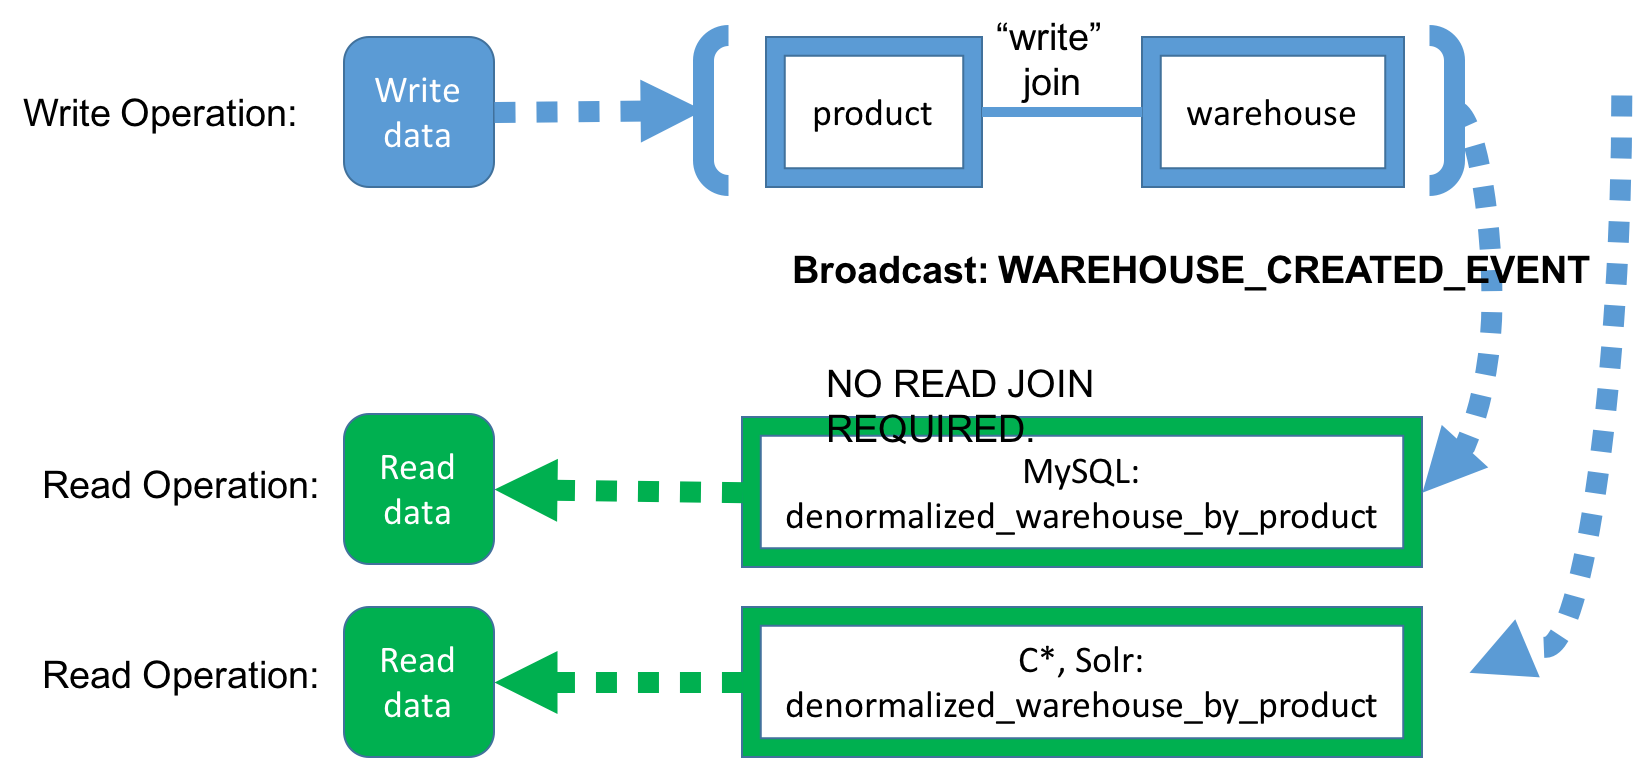 Write Operation:
Write
data
product
“write”
join
warehouse
Broadcast: WAREHOUSE_CREATED_EVENT
NO READ JOIN
REQUIRED.
Read Operation:
Read
data
MySQL:
denormalized_warehouse_by_product
Read Operation:
Read
data
C*, Solr:
denormalized_warehouse_by_product